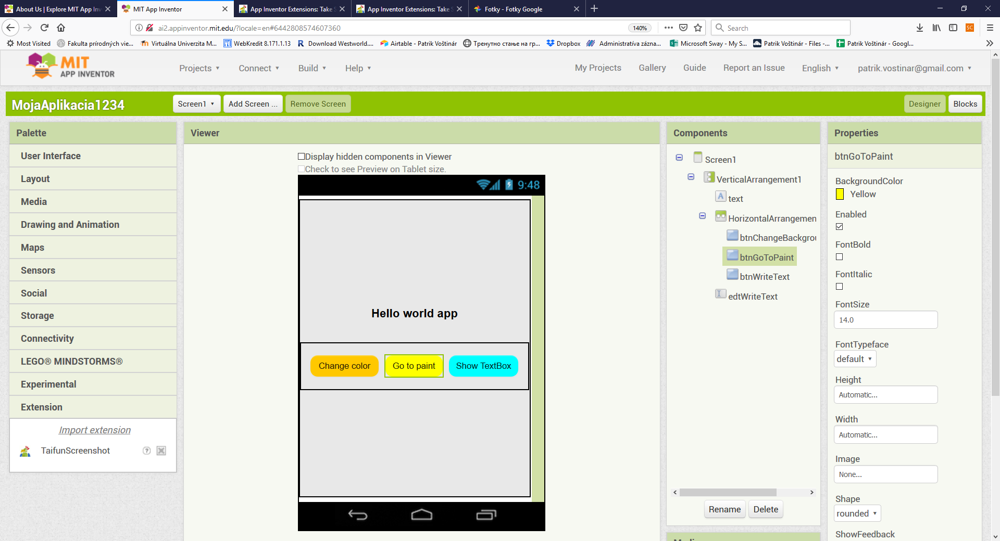 About Us | Explore MIT App Inv
MIT App Inventor
App Inventor Extensions: Take S
App Inventor Extensions: Take S
Fotky - Fotky Google
ai2.appinventor.mit.edu/?locale=en#6442808574607360
140%
Search
Most Visited
Fakulta prírodných vie...
Virtuálna Univerzita M...
WebKredit 8.171.1.13
Download Westworld....
Airtable - Patrik Voštinár
Dropbox
Administratíva zázna...
Тренутно стање на гр...
Microsoft Sway - My S...
Patrik Voštinár - Files -...
Patrik Voštinár - Googl...
MIT
APP INVENTOR
Projects
Connect
Build
Help
My Projects
Gallery
Guide
Report an Issue
English
patrik.vostinar@gmail.com
MojaAplikacia1234
Screen1
Add Screen ...
Remove Screen
Designer
Blocks
Palette
User Interface
Layout
Media
Drawing and Animation
Maps
Sensors
Social
Storage
Connectivity
LEGO® MINDSTORMS®
Experimental
Extension
Import extension
TaifunScreenshot
Viewer
Display hidden components in Viewer
Check to see Preview on Tablet size.
9:48
Hello world app
Change color
Go to paint
Show TextBox
Components
Screen1
VerticalArrangement1
text
HorizontalArrangemen
btnChangeBackgrou
btnGoToPaint
btnWriteText
edtWriteText
Rename
Delete
Properties
btnGoToPaint
BackgroundColor
Yellow
Enabled
FontBold
FontItalic
FontSize
14.0
FontTypeface
default
Height
Automatic...
Width
Automatic...
Image
None...
Shape
rounded
ShowFeedback